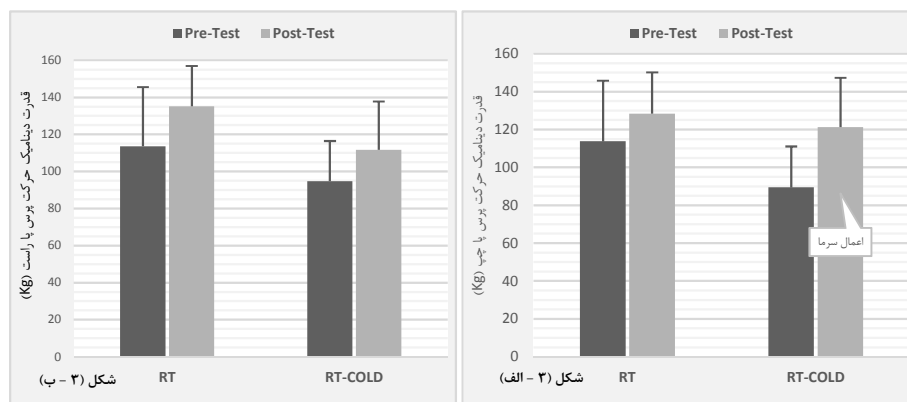 Pre-Test Post-Test
قدرت دینامیک حرکت پرس پا راست (Kg)
160
140
120
100
80
60
40
20
0
RT RT-COLD
شکل (۳ - ب)
Pre-Test Post-Test
قدرت دینامیک حرکت پرس پا چپ (Kg)
160
140
120
100
80
60
40
20
0
اعمال سرما
RT RT-COLD
شکل (۳ - الف)